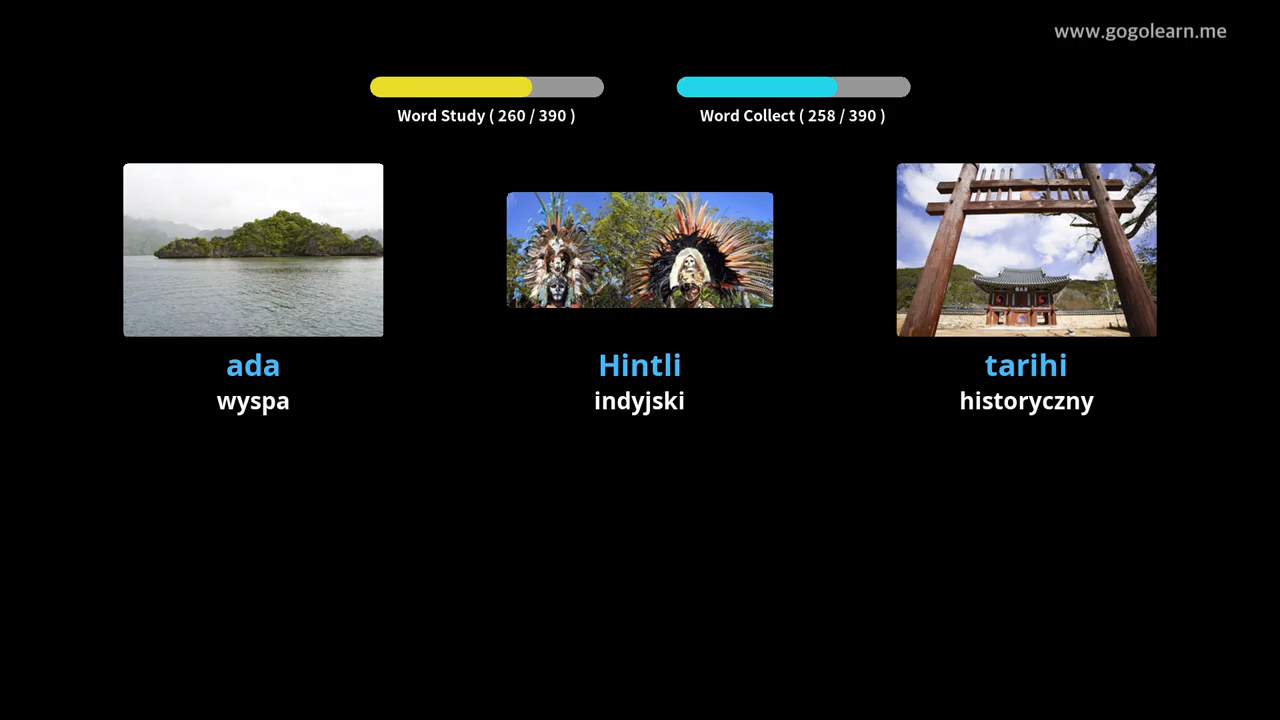 www.gogolearn.me
Word Study ( 260 / 390 )
Word Collect ( 258 / 390 )
ada
wyspa
Hintli
indyjski
tarihi
historyczny